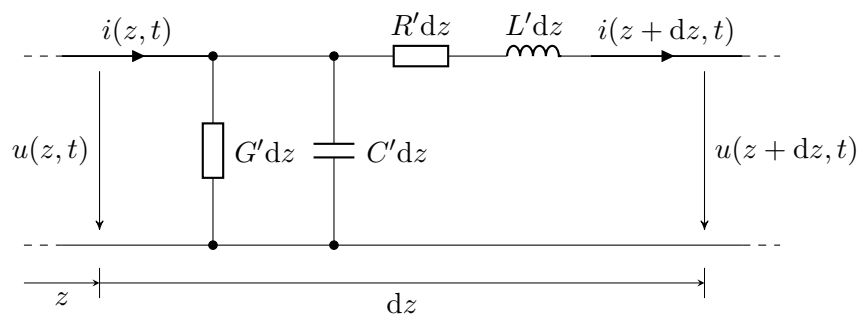 i(z, t)
R′dz
L′dz
i(z + dz, t)
u(z, t)
G′dz
C′dz
u(z + dz, t)
z
dz